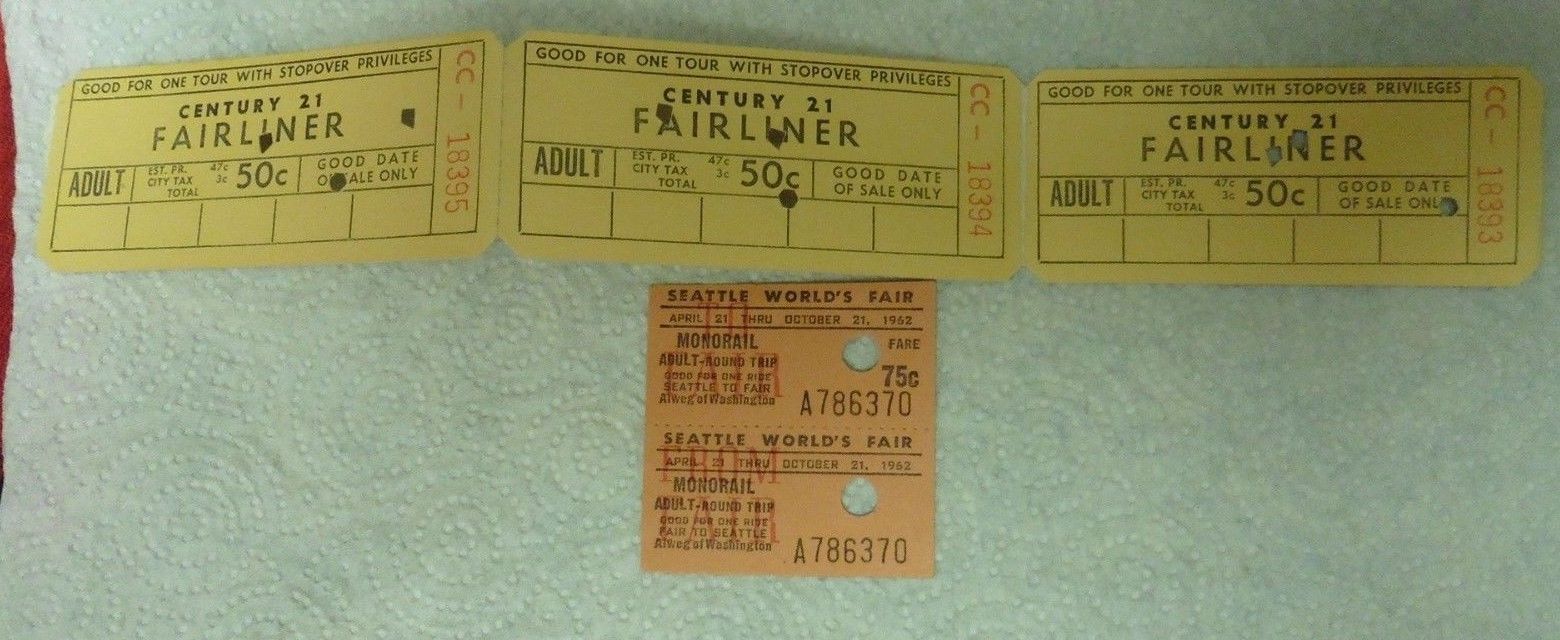 GOOD FOR ONE TOUR WITH STOPOVER PRIVILEGES
CENTURY 21
FAIRLINER
ADULT
EST. PR. 47c
CITY TAX 3c
TOTAL
50c
GOOD DATE
OF SALE ONLY
CC - 18395
GOOD FOR ONE TOUR WITH STOPOVER PRIVILEGES
CENTURY 21
FAIRLINER
ADULT
EST. PR. 47c
CITY TAX 3c
TOTAL
50c
GOOD DATE
OF SALE ONLY
CC - 18394
GOOD FOR ONE TOUR WITH STOPOVER PRIVILEGES
CENTURY 21
FAIRLINER
ADULT
EST. PR. 47c
CITY TAX 3c
TOTAL
50c
GOOD DATE
OF SALE ONLY
CC - 18393
SEATTLE WORLD'S FAIR
APRIL 21 THRU OCTOBER 21, 1962
TO
FAIR
MONORAIL
FARE
ADULT-ROUND TRIP
GOOD FOR ONE RIDE
75c
SEATTLE TO FAIR
Alweg of Washington
A786370
SEATTLE WORLD'S FAIR
APRIL 21 THRU OCTOBER 21, 1962
FROM
FAIR
MONORAIL
ADULT-ROUND TRIP
GOOD FOR ONE RIDE
FAIR TO SEATTLE
Alweg of Washington
A786370